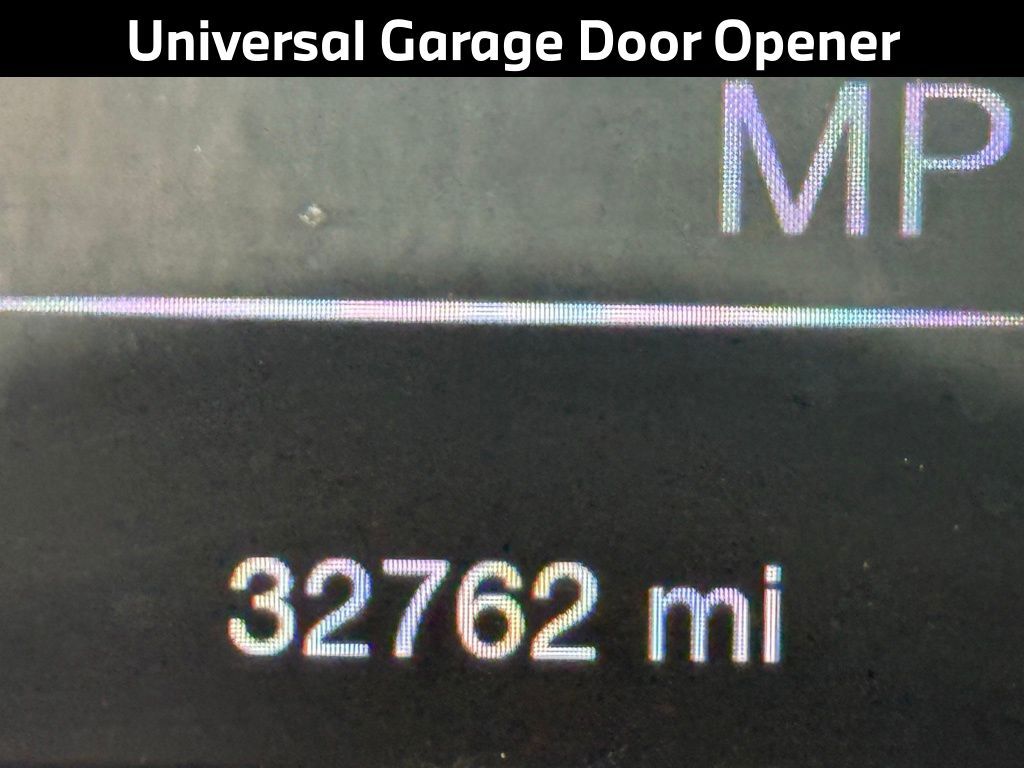 Universal Garage Door Opener
MP
32762 mi